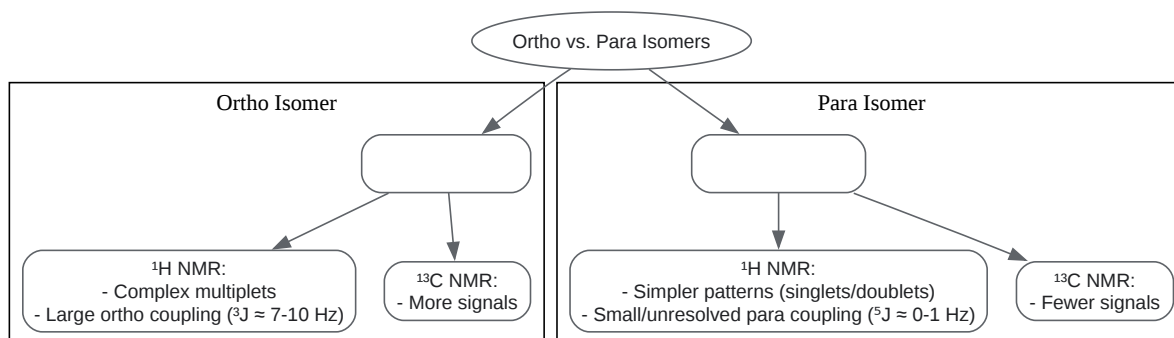 Ortho vs. Para Isomers
Ortho Isomer
Para Isomer
¹H NMR:
- Complex multiplets
- Large ortho coupling (³J ≈ 7-10 Hz)
¹³C NMR:
- More signals
¹H NMR:
- Simpler patterns (singlets/doublets)
- Small/unresolved para coupling (⁵J ≈ 0-1 Hz)
¹³C NMR:
- Fewer signals